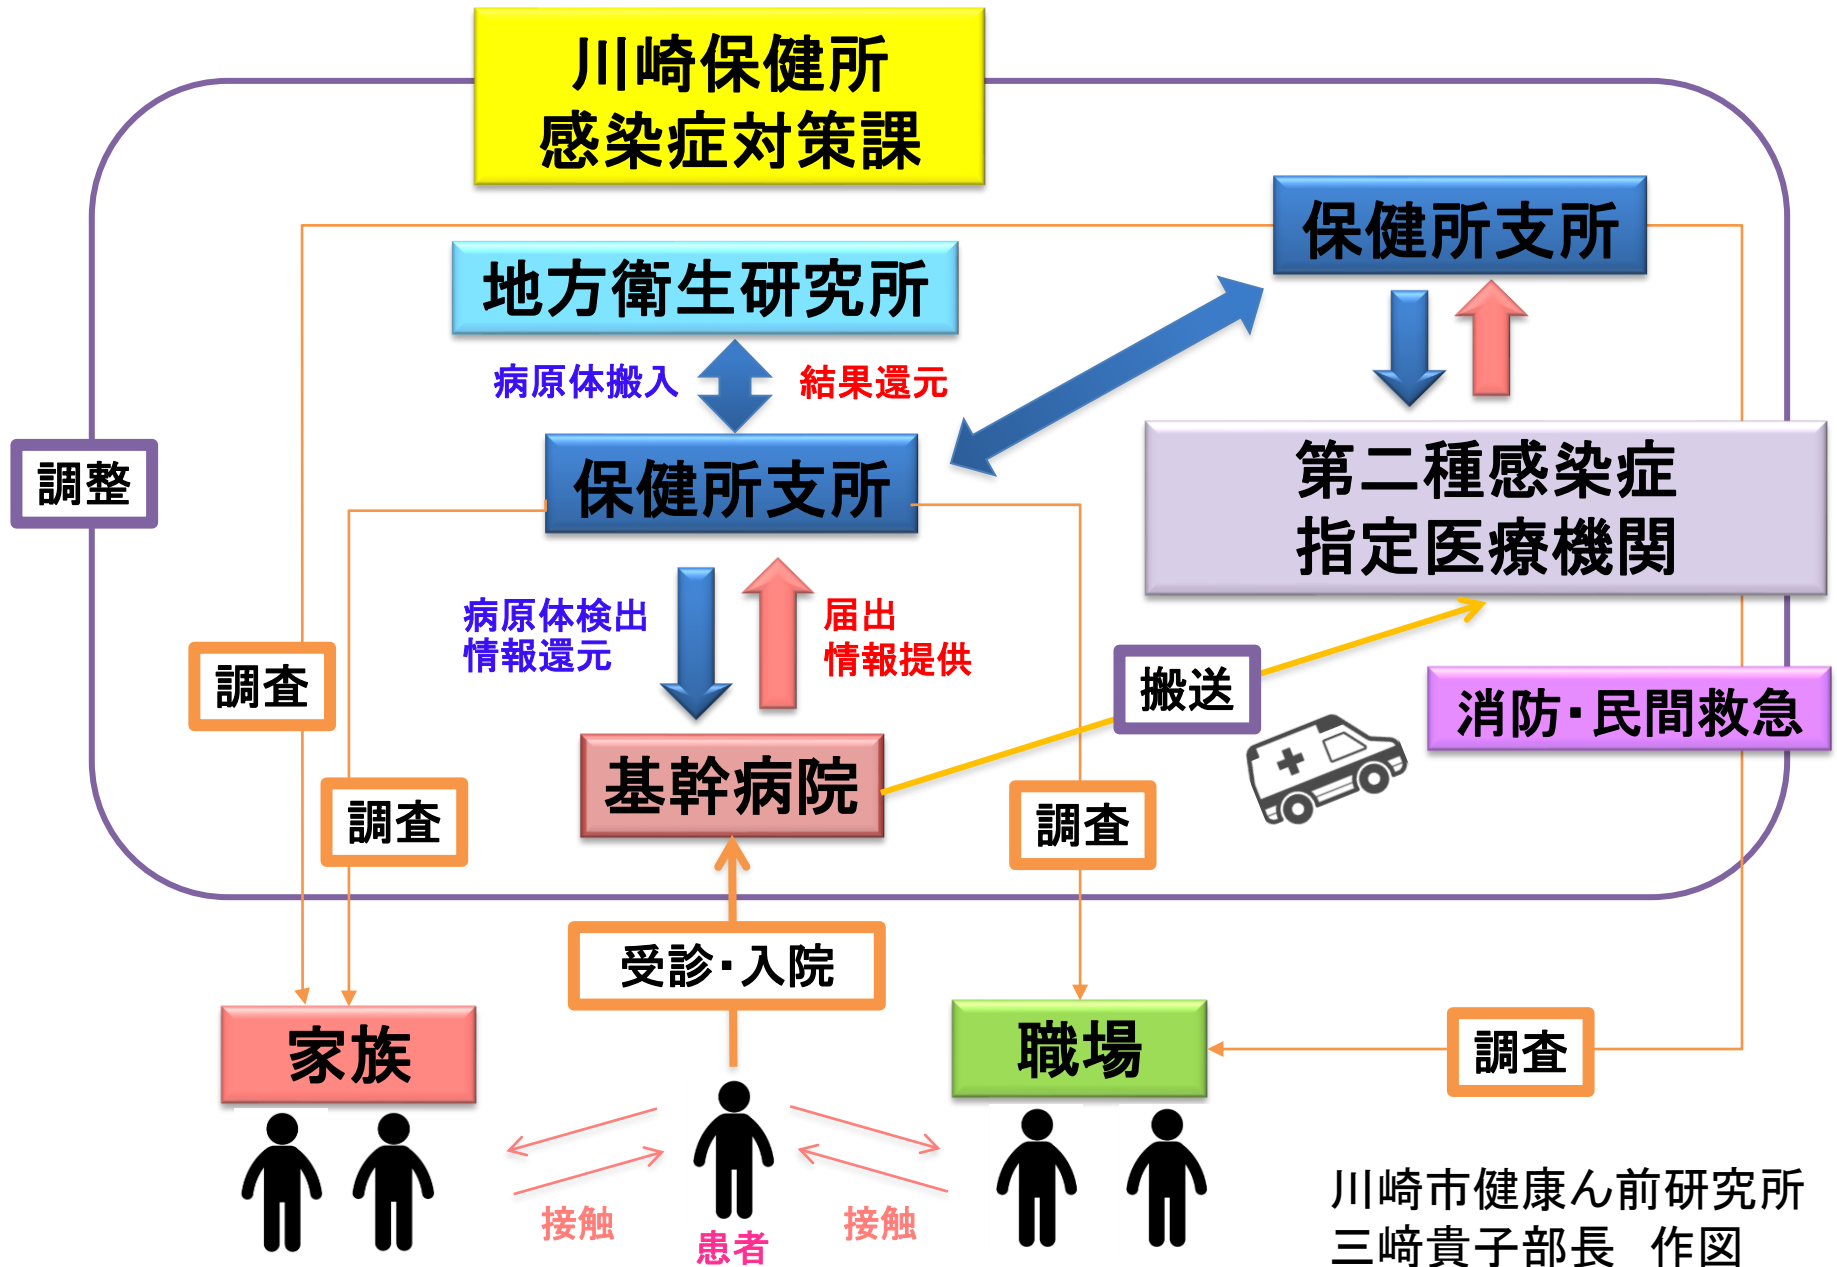 川崎保健所
感染症対策課
保健所支所
地方衛生研究所
病原体搬入
結果還元
保健所支所
調整
第二種感染症
指定医療機関
病原体検出
情報還元
届出
情報提供
調査
搬送
消防・民間救急
基幹病院
調査
調査
受診・入院
家族
職場
調査
接触
患者
接触
川崎市健康ん前研究所
三﨑貴子部長　作図